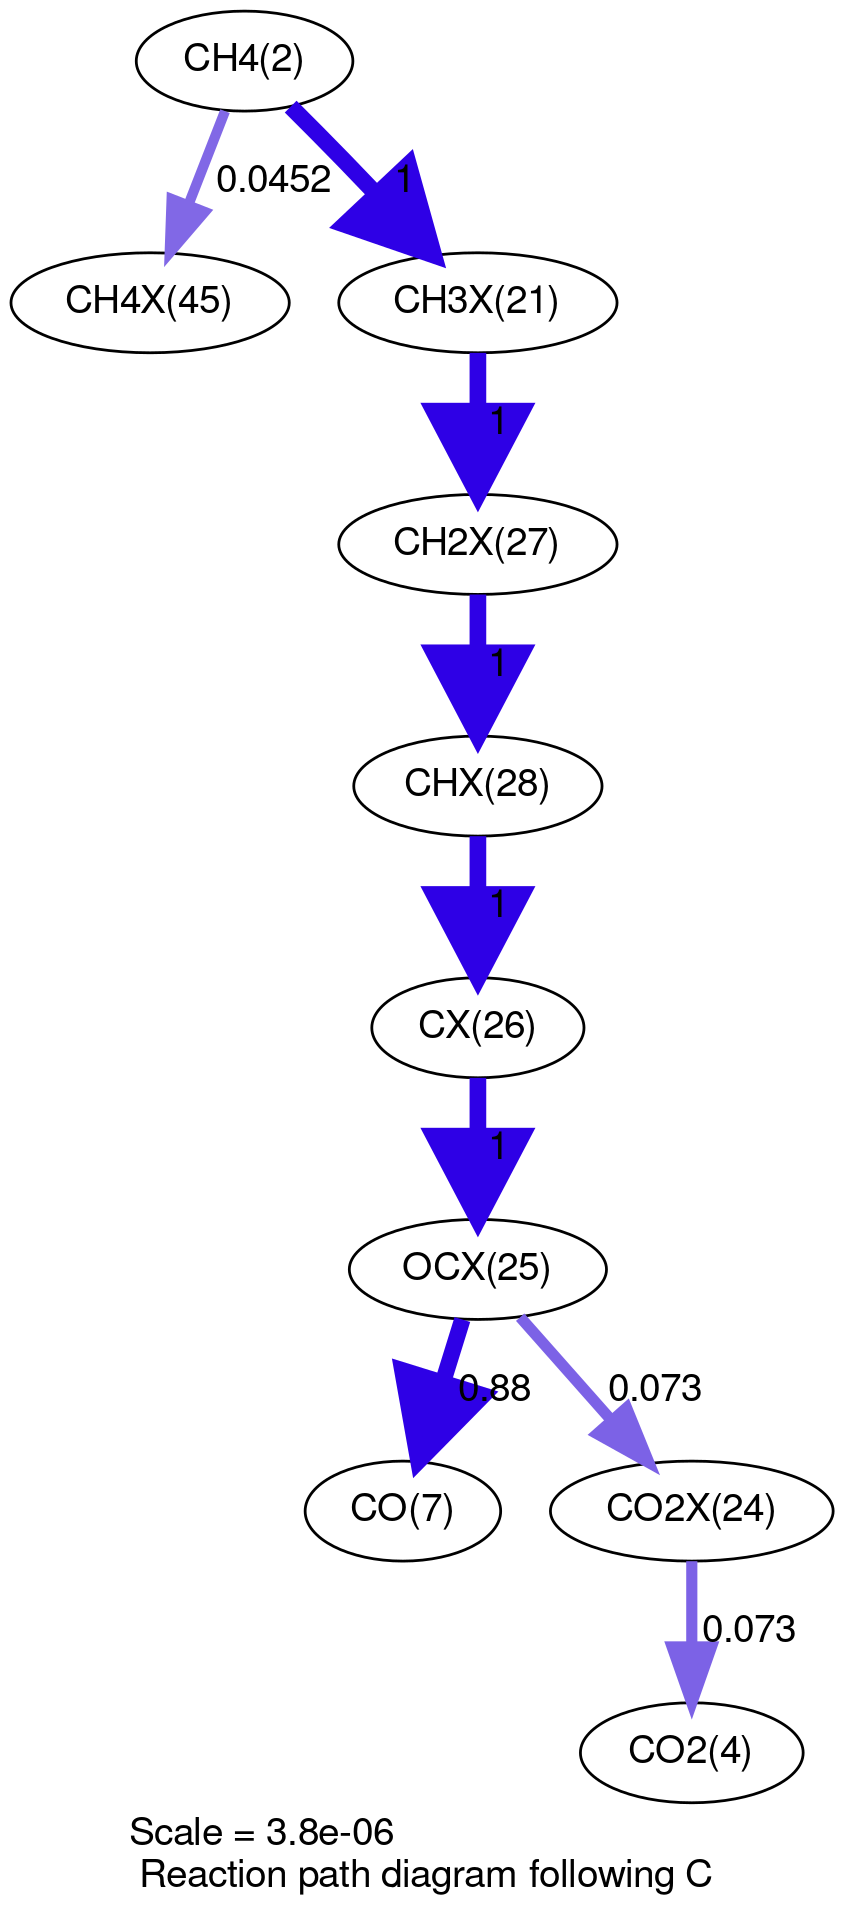 CH4(2)
0.0452
1
CH4X(45)
CH3X(21)
1
CH2X(27)
1
CHX(28)
1
CX(26)
1
OCX(25)
0.88
0.073
CO(7)
CO2X(24)
0.073
CO2(4)
Scale = 3.8e-06
Reaction path diagram following C